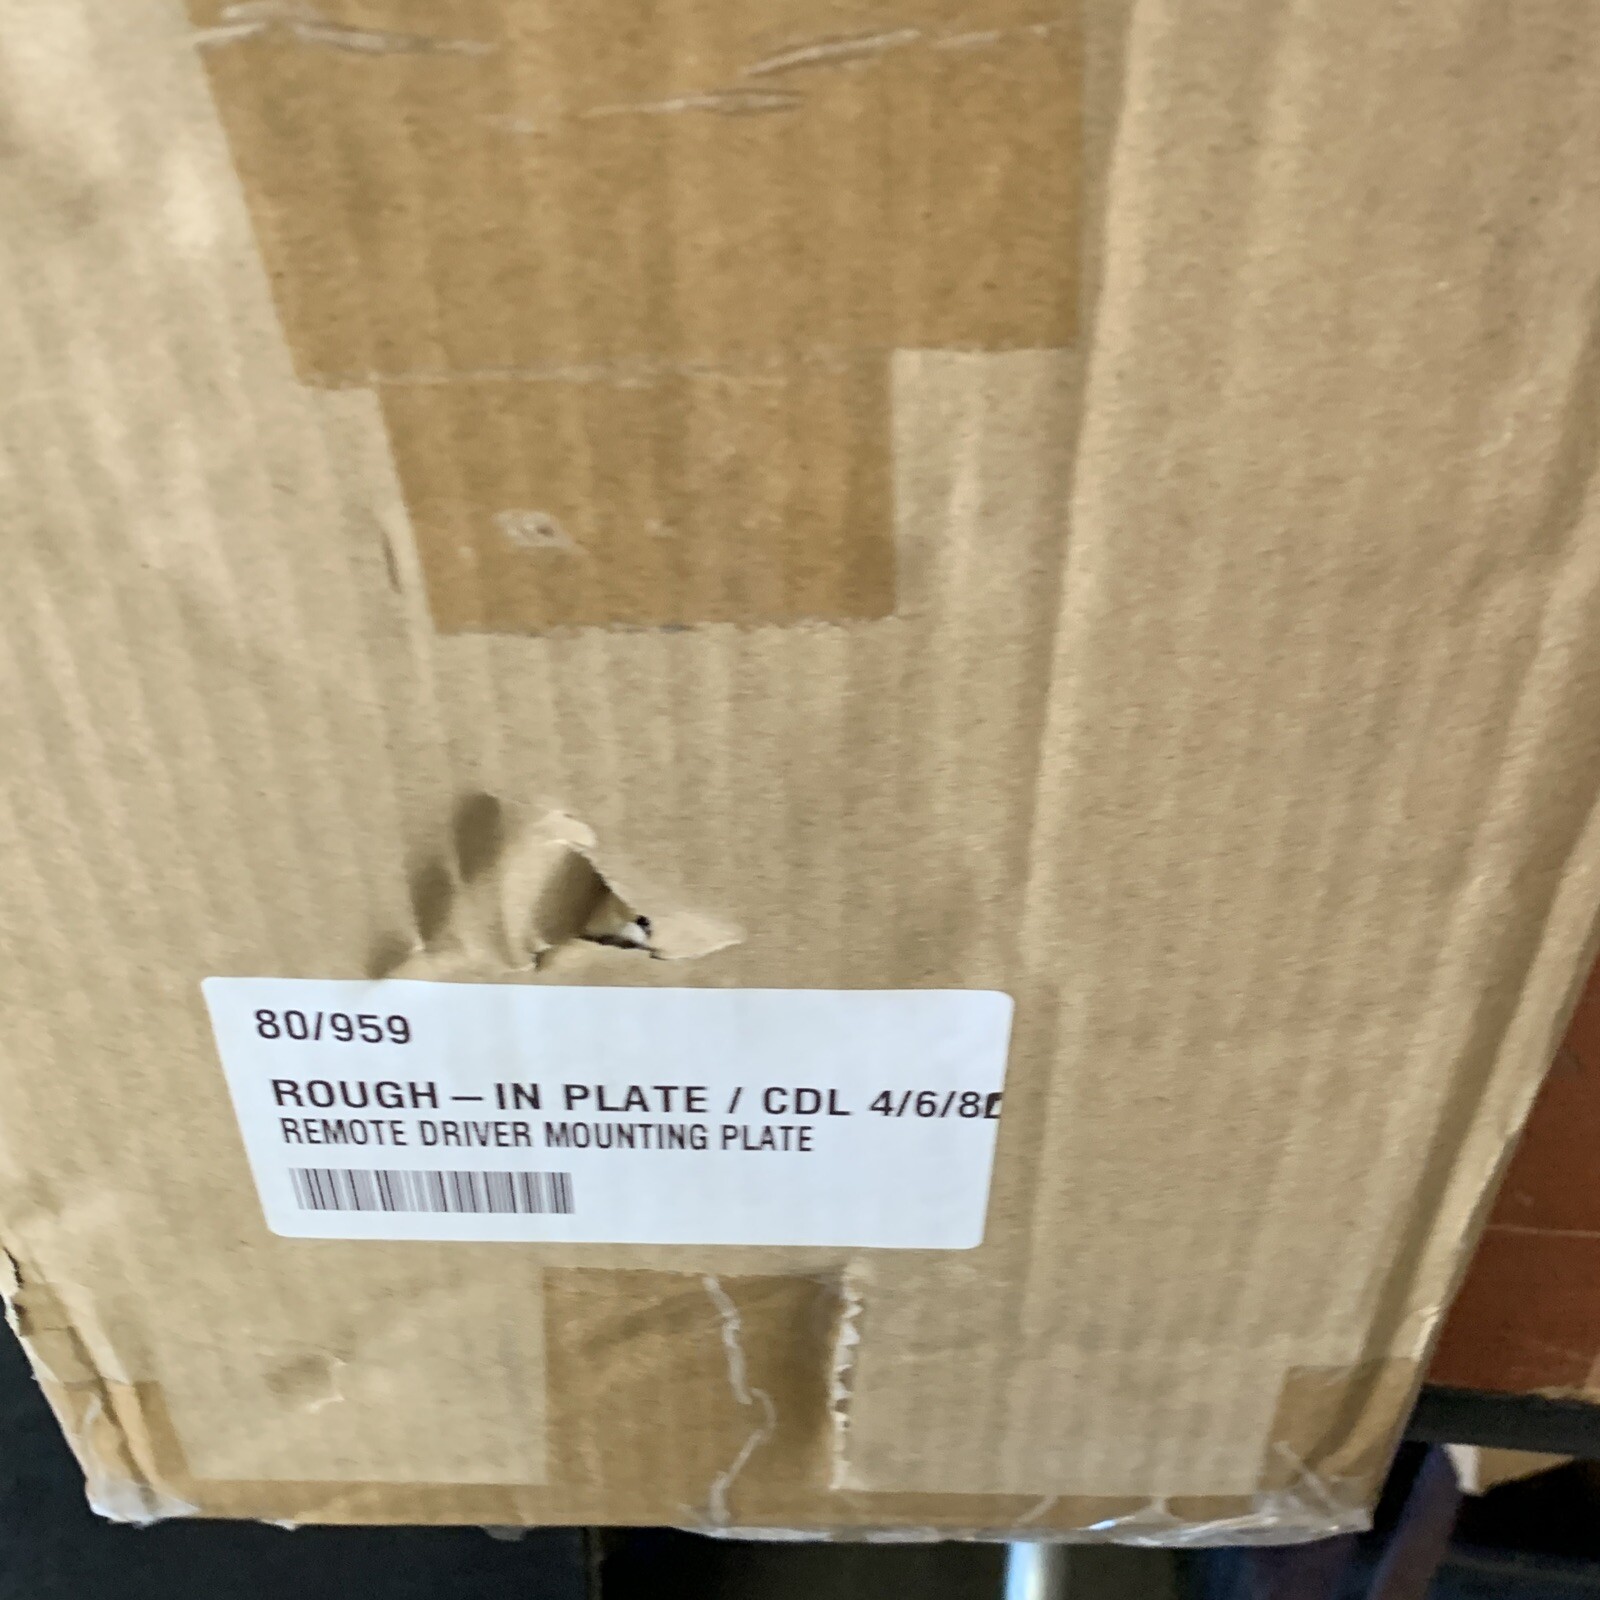 80/959
ROUGH – IN PLATE / CDL 4/6/8
REMOTE DRIVER MOUNTING PLATE